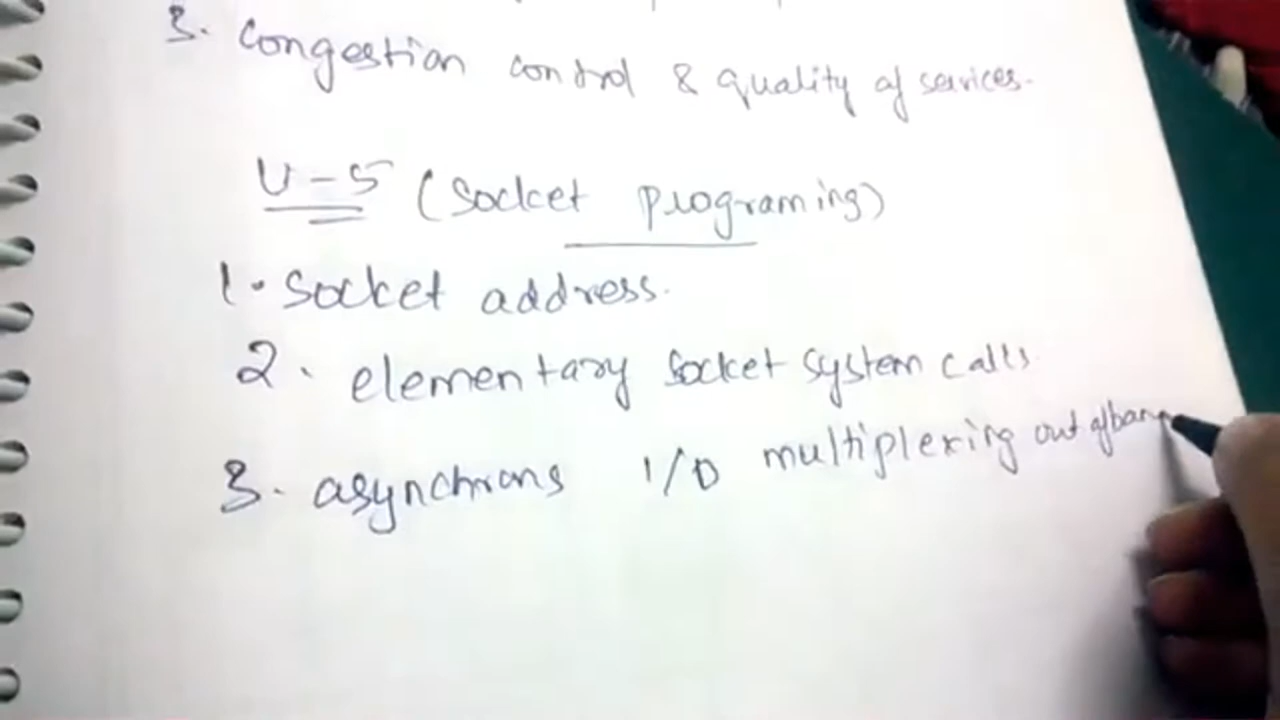 3. Congestion control & quality of services.
U-5 (Socket programing)
1. Socket address.
2. elementary socket system calls
3. asynchrons I/O multiplexing out of ban